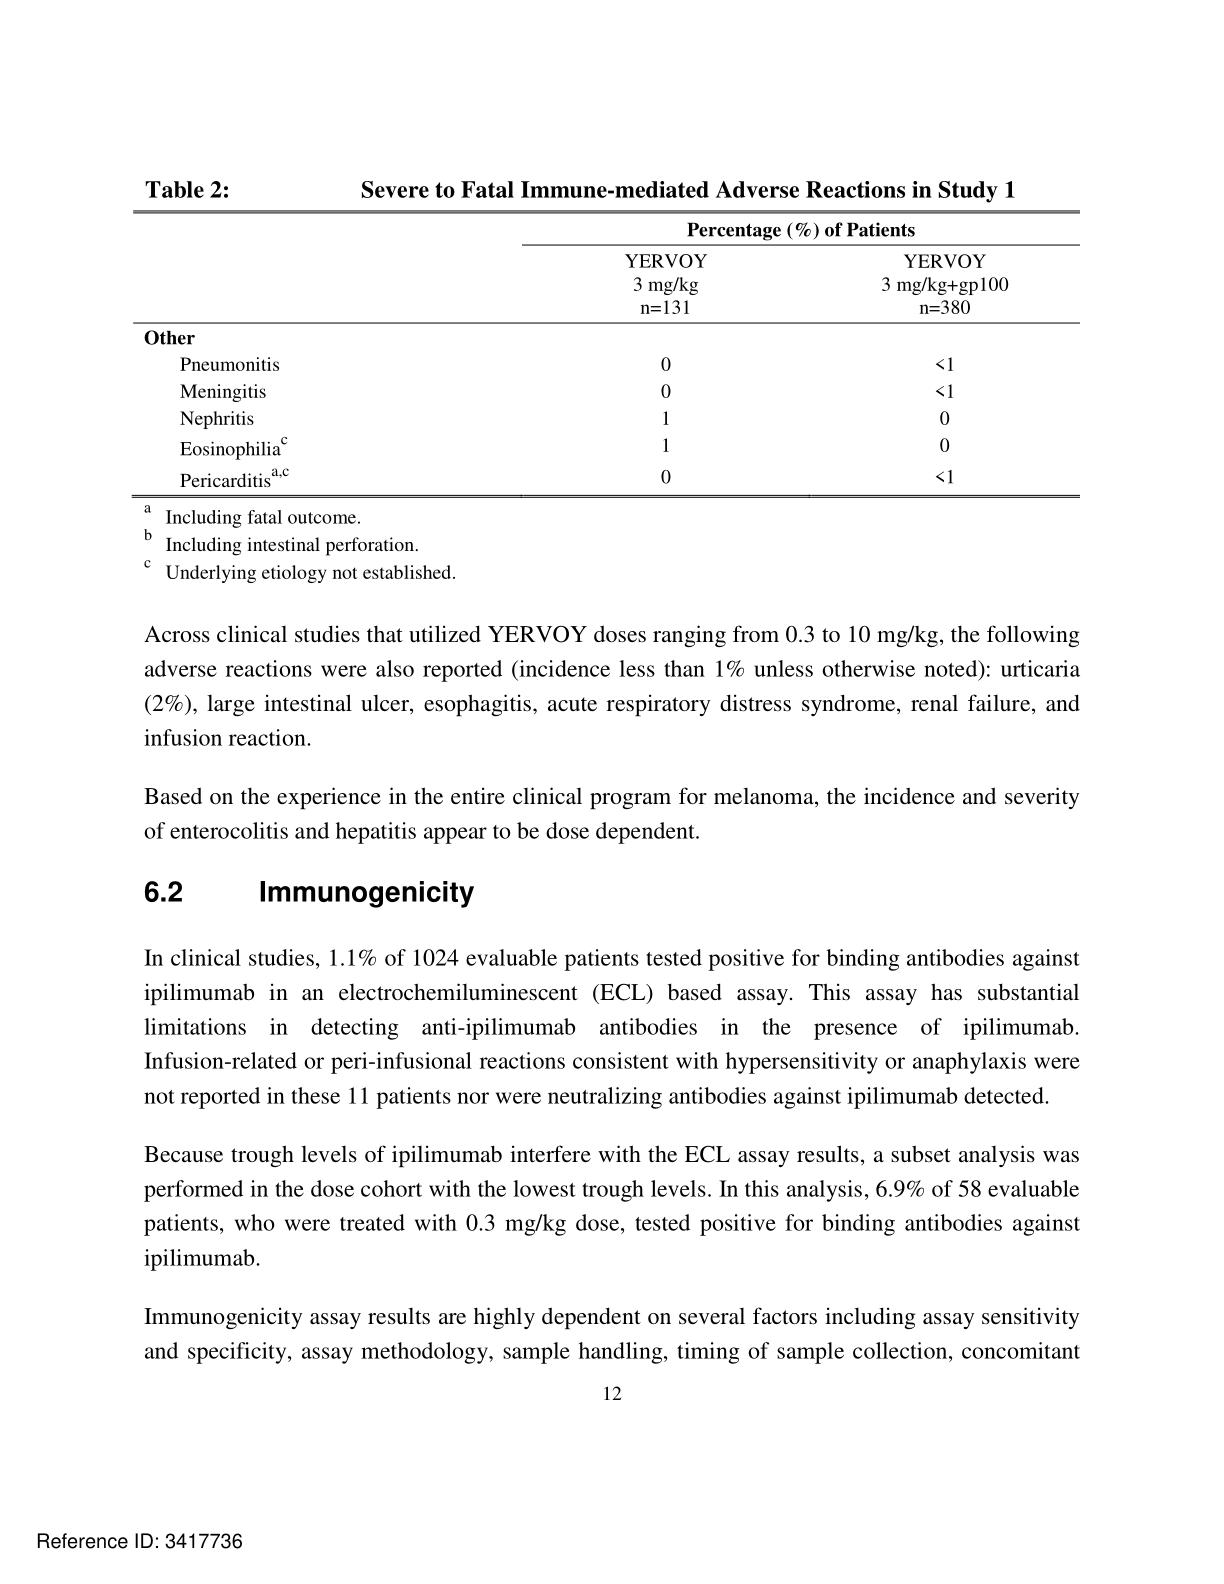 Table 2: Severe to Fatal Immune-mediated Adverse Reactions in Study 1
Percentage (%) of Patients
YERVOY YERVOY
3 mg/kg 3 mg/kg+gp100
n=131 n=380
Other
Pneumonitis 0 <1
Meningitis 0 <1
Nephritis 1 0
Eosinophilia^c 1 0
Pericarditis^a,c 0 <1
a Including fatal outcome.
b Including intestinal perforation.
c Underlying etiology not established.
Across clinical studies that utilized YERVOY doses ranging from 0.3 to 10 mg/kg, the following
adverse reactions were also reported (incidence less than 1% unless otherwise noted): urticaria
(2%), large intestinal ulcer, esophagitis, acute respiratory distress syndrome, renal failure, and
infusion reaction.
Based on the experience in the entire clinical program for melanoma, the incidence and severity
of enterocolitis and hepatitis appear to be dose dependent.
6.2 Immunogenicity
In clinical studies, 1.1% of 1024 evaluable patients tested positive for binding antibodies against
ipilimumab in an electrochemiluminescent (ECL) based assay. This assay has substantial
limitations in detecting anti-ipilimumab antibodies in the presence of ipilimumab.
Infusion-related or peri-infusional reactions consistent with hypersensitivity or anaphylaxis were
not reported in these 11 patients nor were neutralizing antibodies against ipilimumab detected.
Because trough levels of ipilimumab interfere with the ECL assay results, a subset analysis was
performed in the dose cohort with the lowest trough levels. In this analysis, 6.9% of 58 evaluable
patients, who were treated with 0.3 mg/kg dose, tested positive for binding antibodies against
ipilimumab.
Immunogenicity assay results are highly dependent on several factors including assay sensitivity
and specificity, assay methodology, sample handling, timing of sample collection, concomitant
12
Reference ID: 3417736